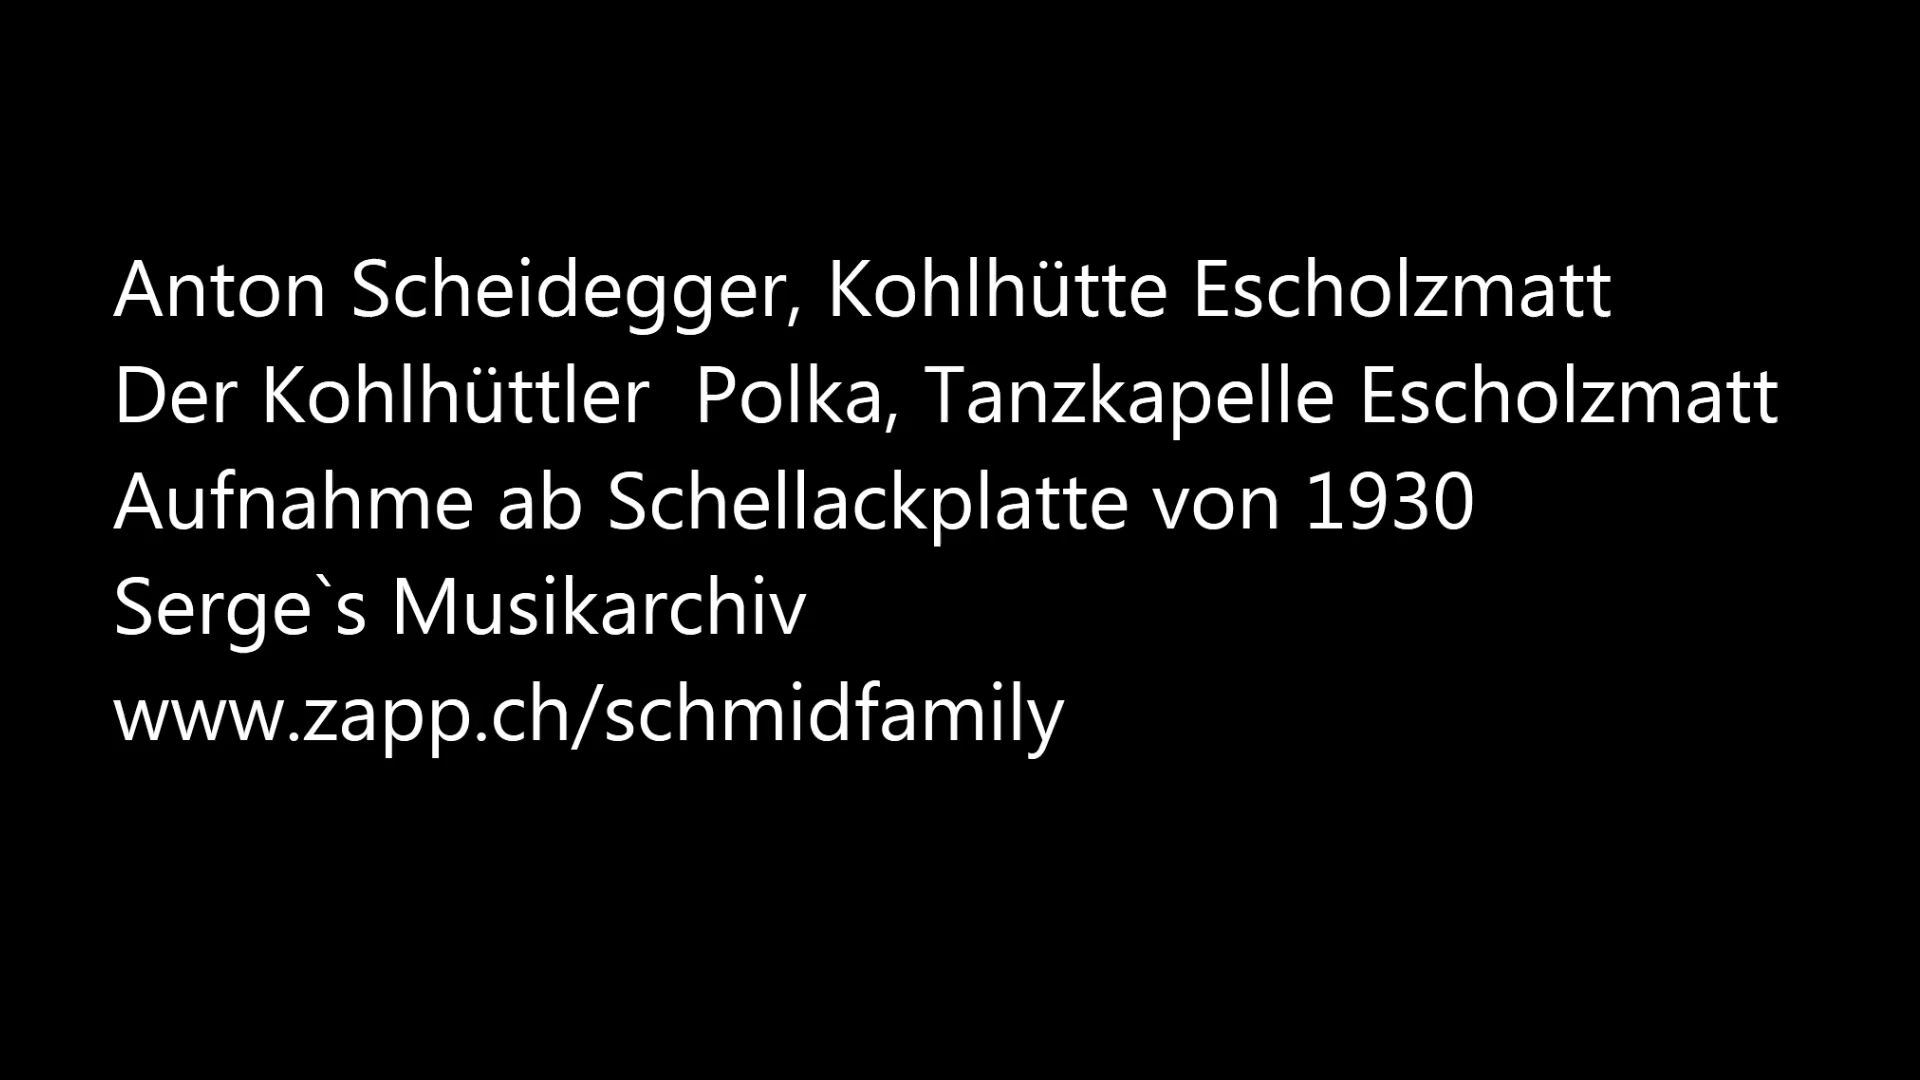 Anton Scheidegger, Kohlhütte Escholzmatt
Der Kohlhüttler  Polka, Tanzkapelle Escholzmatt
Aufnahme ab Schellackplatte von 1930
Serge`s Musikarchiv
www.zapp.ch/schmidfamily